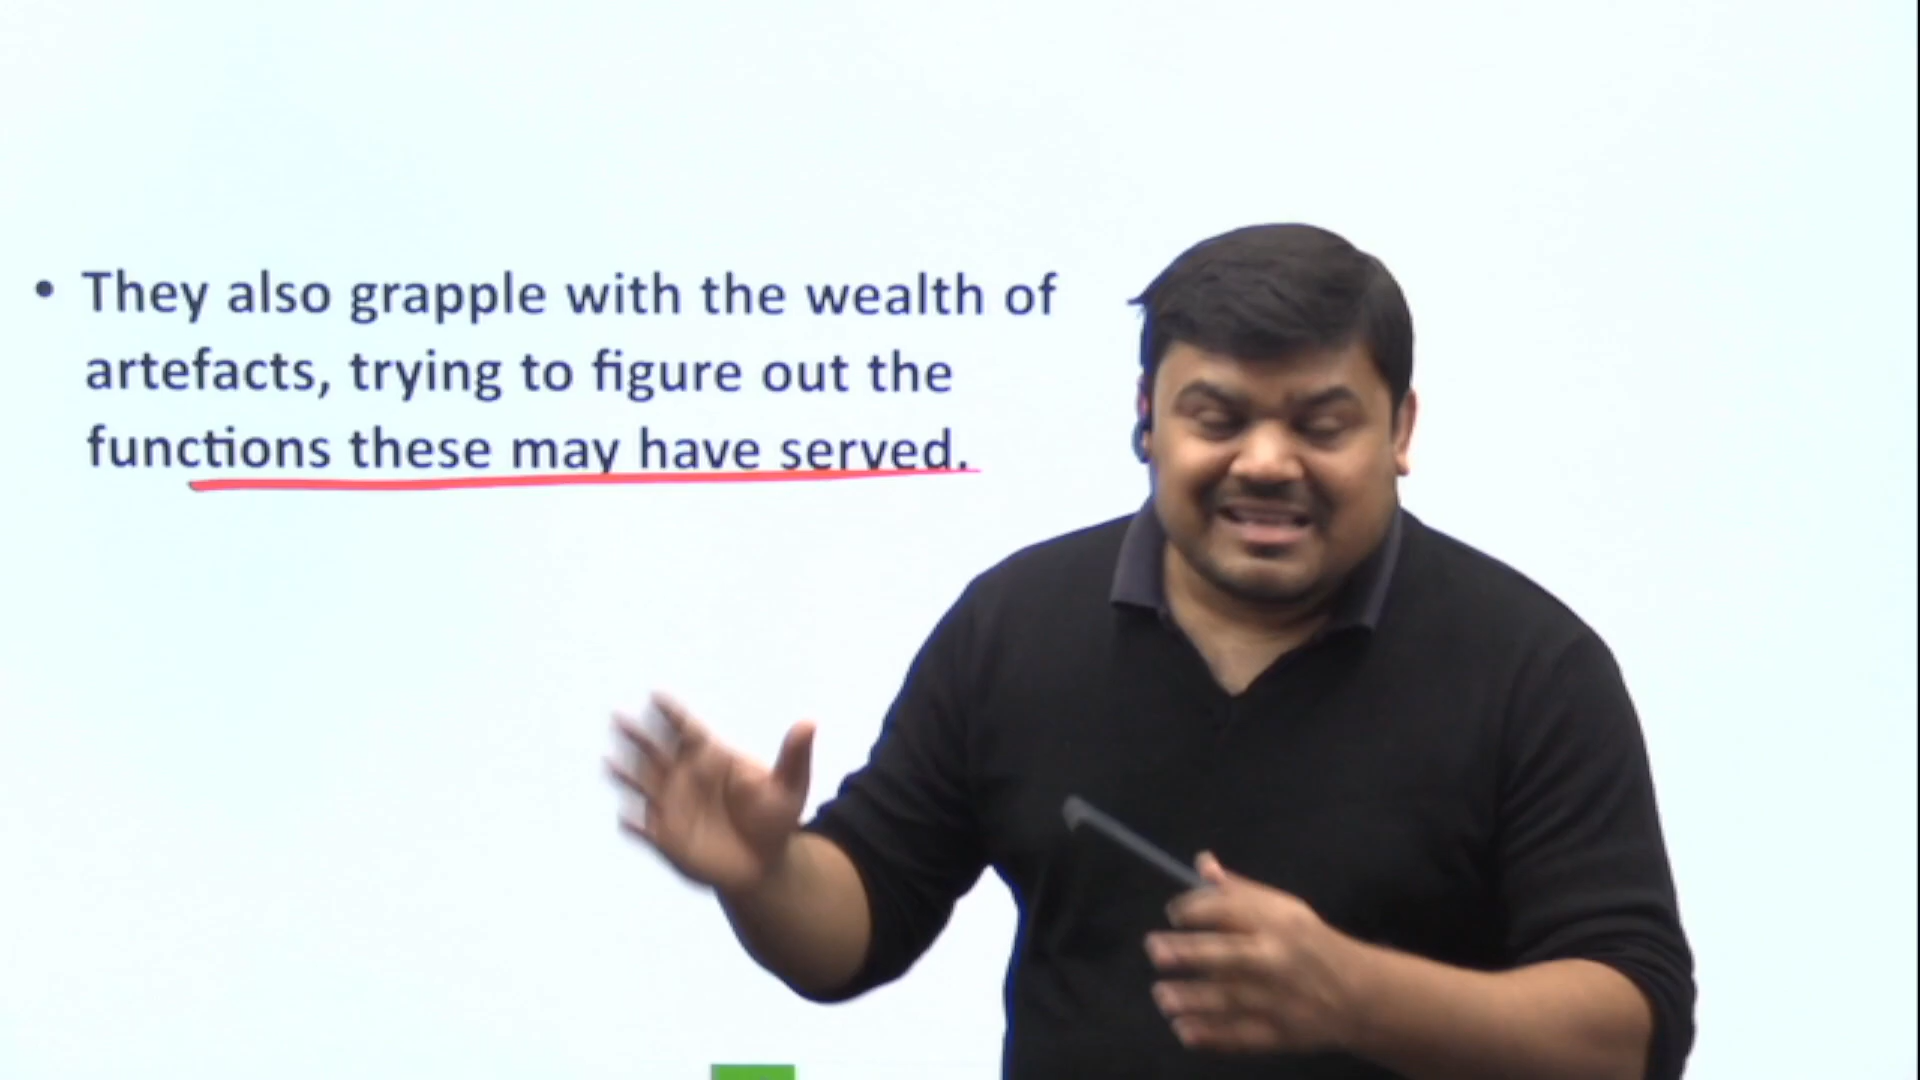 • They also grapple with the wealth of
artefacts, trying to figure out the
functions these may have served.